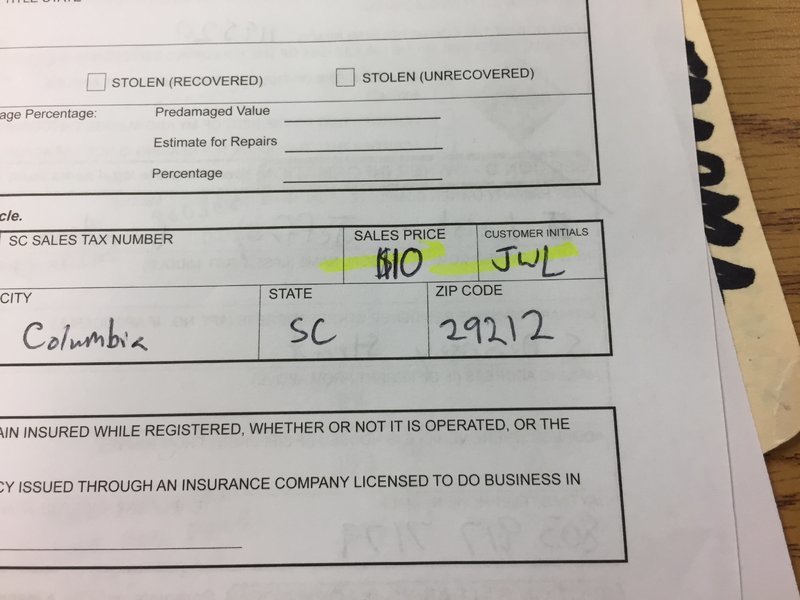 TITLE STATE
STOLEN (RECOVERED) STOLEN (UNRECOVERED)
age Percentage: Predamaged Value
Estimate for Repairs
Percentage
cle.
SC SALES TAX NUMBER SALES PRICE CUSTOMER INITIALS
$10 JWL
CITY STATE ZIP CODE
Columbia SC 29212
AIN INSURED WHILE REGISTERED, WHETHER OR NOT IT IS OPERATED, OR THE
CY ISSUED THROUGH AN INSURANCE COMPANY LICENSED TO DO BUSINESS IN